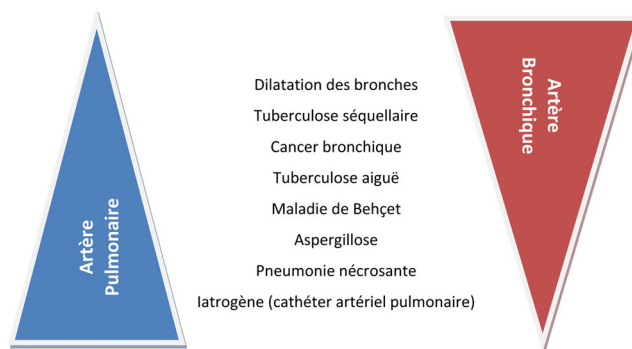 Artère
Pulmonaire
Dilatation des bronches
Tuberculose séquellaire
Cancer bronchique
Tuberculose aiguë
Maladie de Behçet
Aspergillose
Pneumonie nécrosante
Iatrogène (cathéter artériel pulmonaire)
Artère
Bronchique